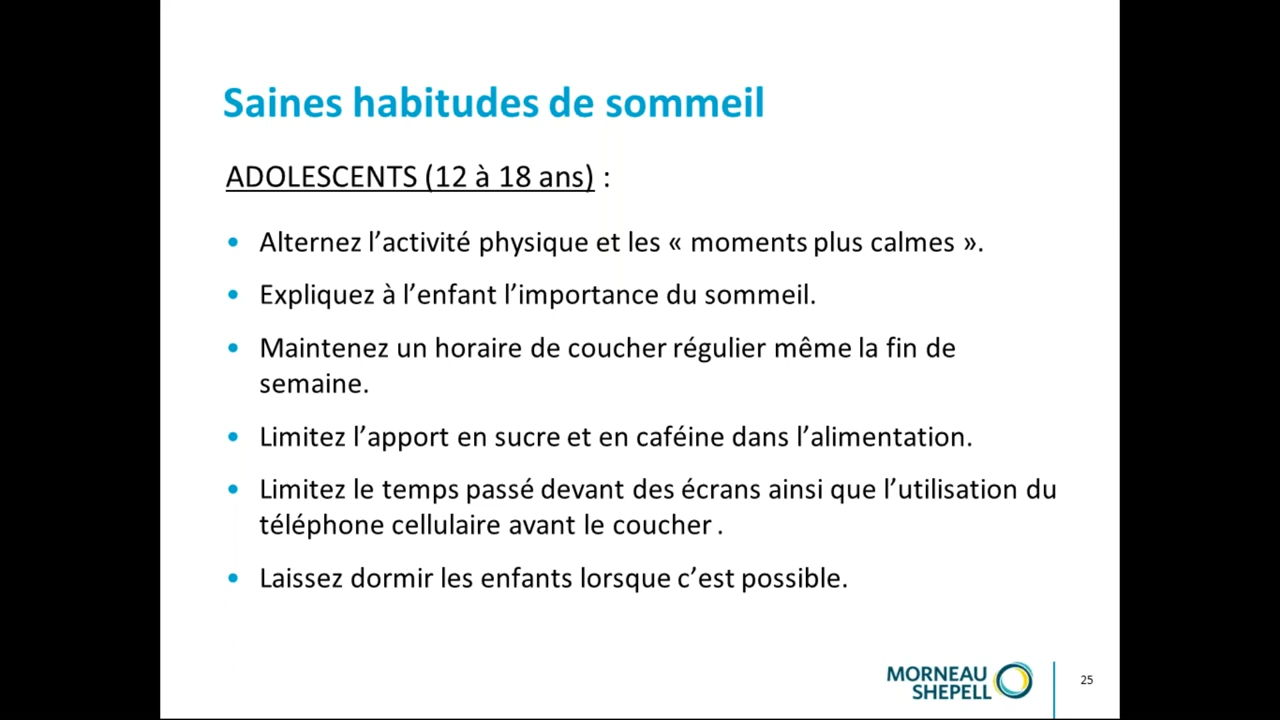 Saines habitudes de sommeil
ADOLESCENTS (12 à 18 ans) :
• Alternez l’activité physique et les « moments plus calmes ».
• Expliquez à l’enfant l’importance du sommeil.
• Maintenez un horaire de coucher régulier même la fin de
semaine.
• Limitez l’apport en sucre et en caféine dans l’alimentation.
• Limitez le temps passé devant des écrans ainsi que l’utilisation du
téléphone cellulaire avant le coucher .
• Laissez dormir les enfants lorsque c’est possible.
MORNEAU
SHEPELL
25